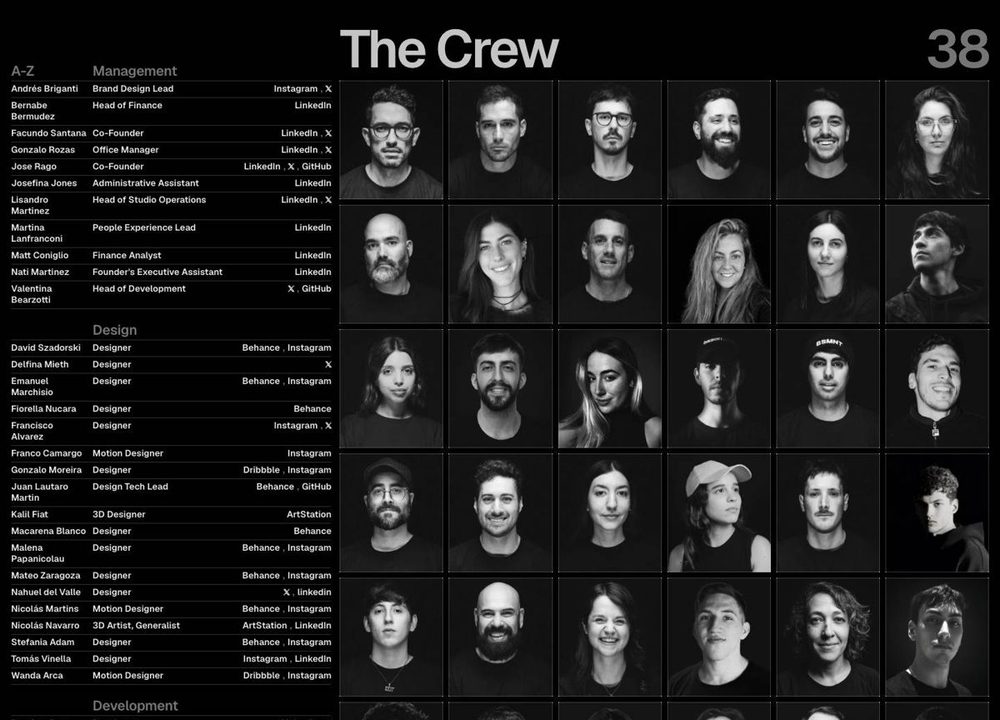 The Crew
38
A-Z Management
Andrés Briganti Brand Design Lead Instagram , 𝕏
Bernabe Head of Finance LinkedIn
Bermudez
Facundo Santana Co-Founder LinkedIn , 𝕏
Gonzalo Rozas Office Manager LinkedIn , 𝕏
Jose Rago Co-Founder LinkedIn , 𝕏 , GitHub
Josefina Jones Administrative Assistant LinkedIn
Lisandro Head of Studio Operations LinkedIn , 𝕏
Martinez
Martina People Experience Lead LinkedIn
Lanfranconi
Matt Coniglio Finance Analyst LinkedIn
Nati Martinez Founder's Executive Assistant LinkedIn
Valentina Head of Development 𝕏 , GitHub
Bearzotti
Design
David Szadorski Designer Behance , Instagram
Delfina Mieth Designer 𝕏
Emanuel Designer Behance , Instagram
Marchisio
Fiorella Nucara Designer Behance
Francisco Designer Instagram , 𝕏
Alvarez
Franco Camargo Motion Designer Instagram
Gonzalo Moreira Designer Dribbble , Instagram
Juan Lautaro Design Tech Lead Behance , GitHub
Martin
Kalil Fiat 3D Designer ArtStation
Macarena Blanco Designer Behance
Malena Designer Behance , Instagram
Papanicolau
Mateo Zaragoza Designer Behance , Instagram
Nahuel del Valle Designer 𝕏 , linkedin
Nicolás Martins Motion Designer Behance , Instagram
Nicolás Navarro 3D Artist, Generalist ArtStation , LinkedIn
Stefania Adam Designer Behance , Instagram
Tomás Vinella Designer Instagram , LinkedIn
Wanda Arca Motion Designer Dribbble , Instagram
Development
BSMNT